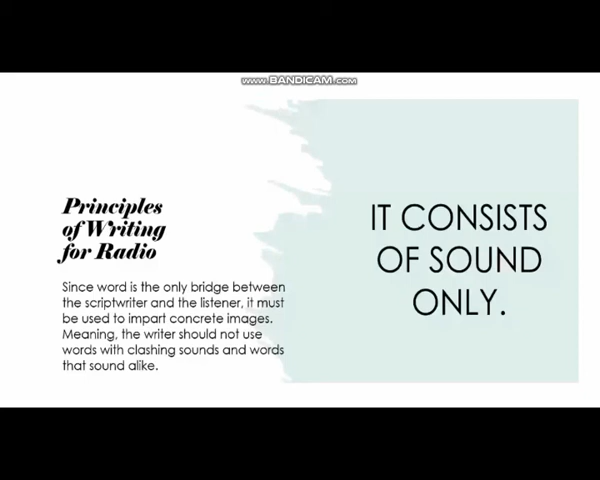 www.BANDICAM.com
Principles
of Writing
for Radio
Since word is the only bridge between
the scriptwriter and the listener, it must
be used to impart concrete images.
Meaning, the writer should not use
words with clashing sounds and words
that sound alike.
IT CONSISTS
OF SOUND
ONLY.